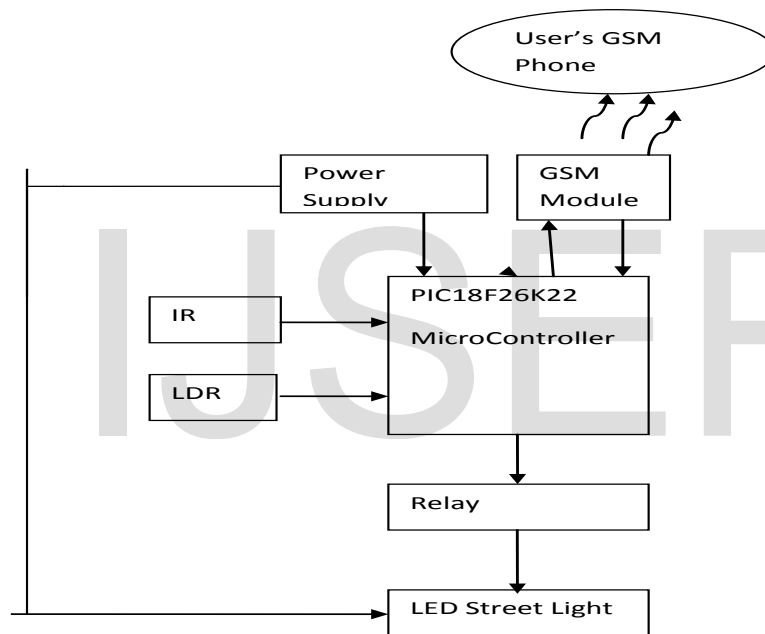 User's GSM
Phone
Power
Supply
GSM
Module
PIC18F26K22
MicroController
IR
LDR
Relay
LED Street Light
IJSER